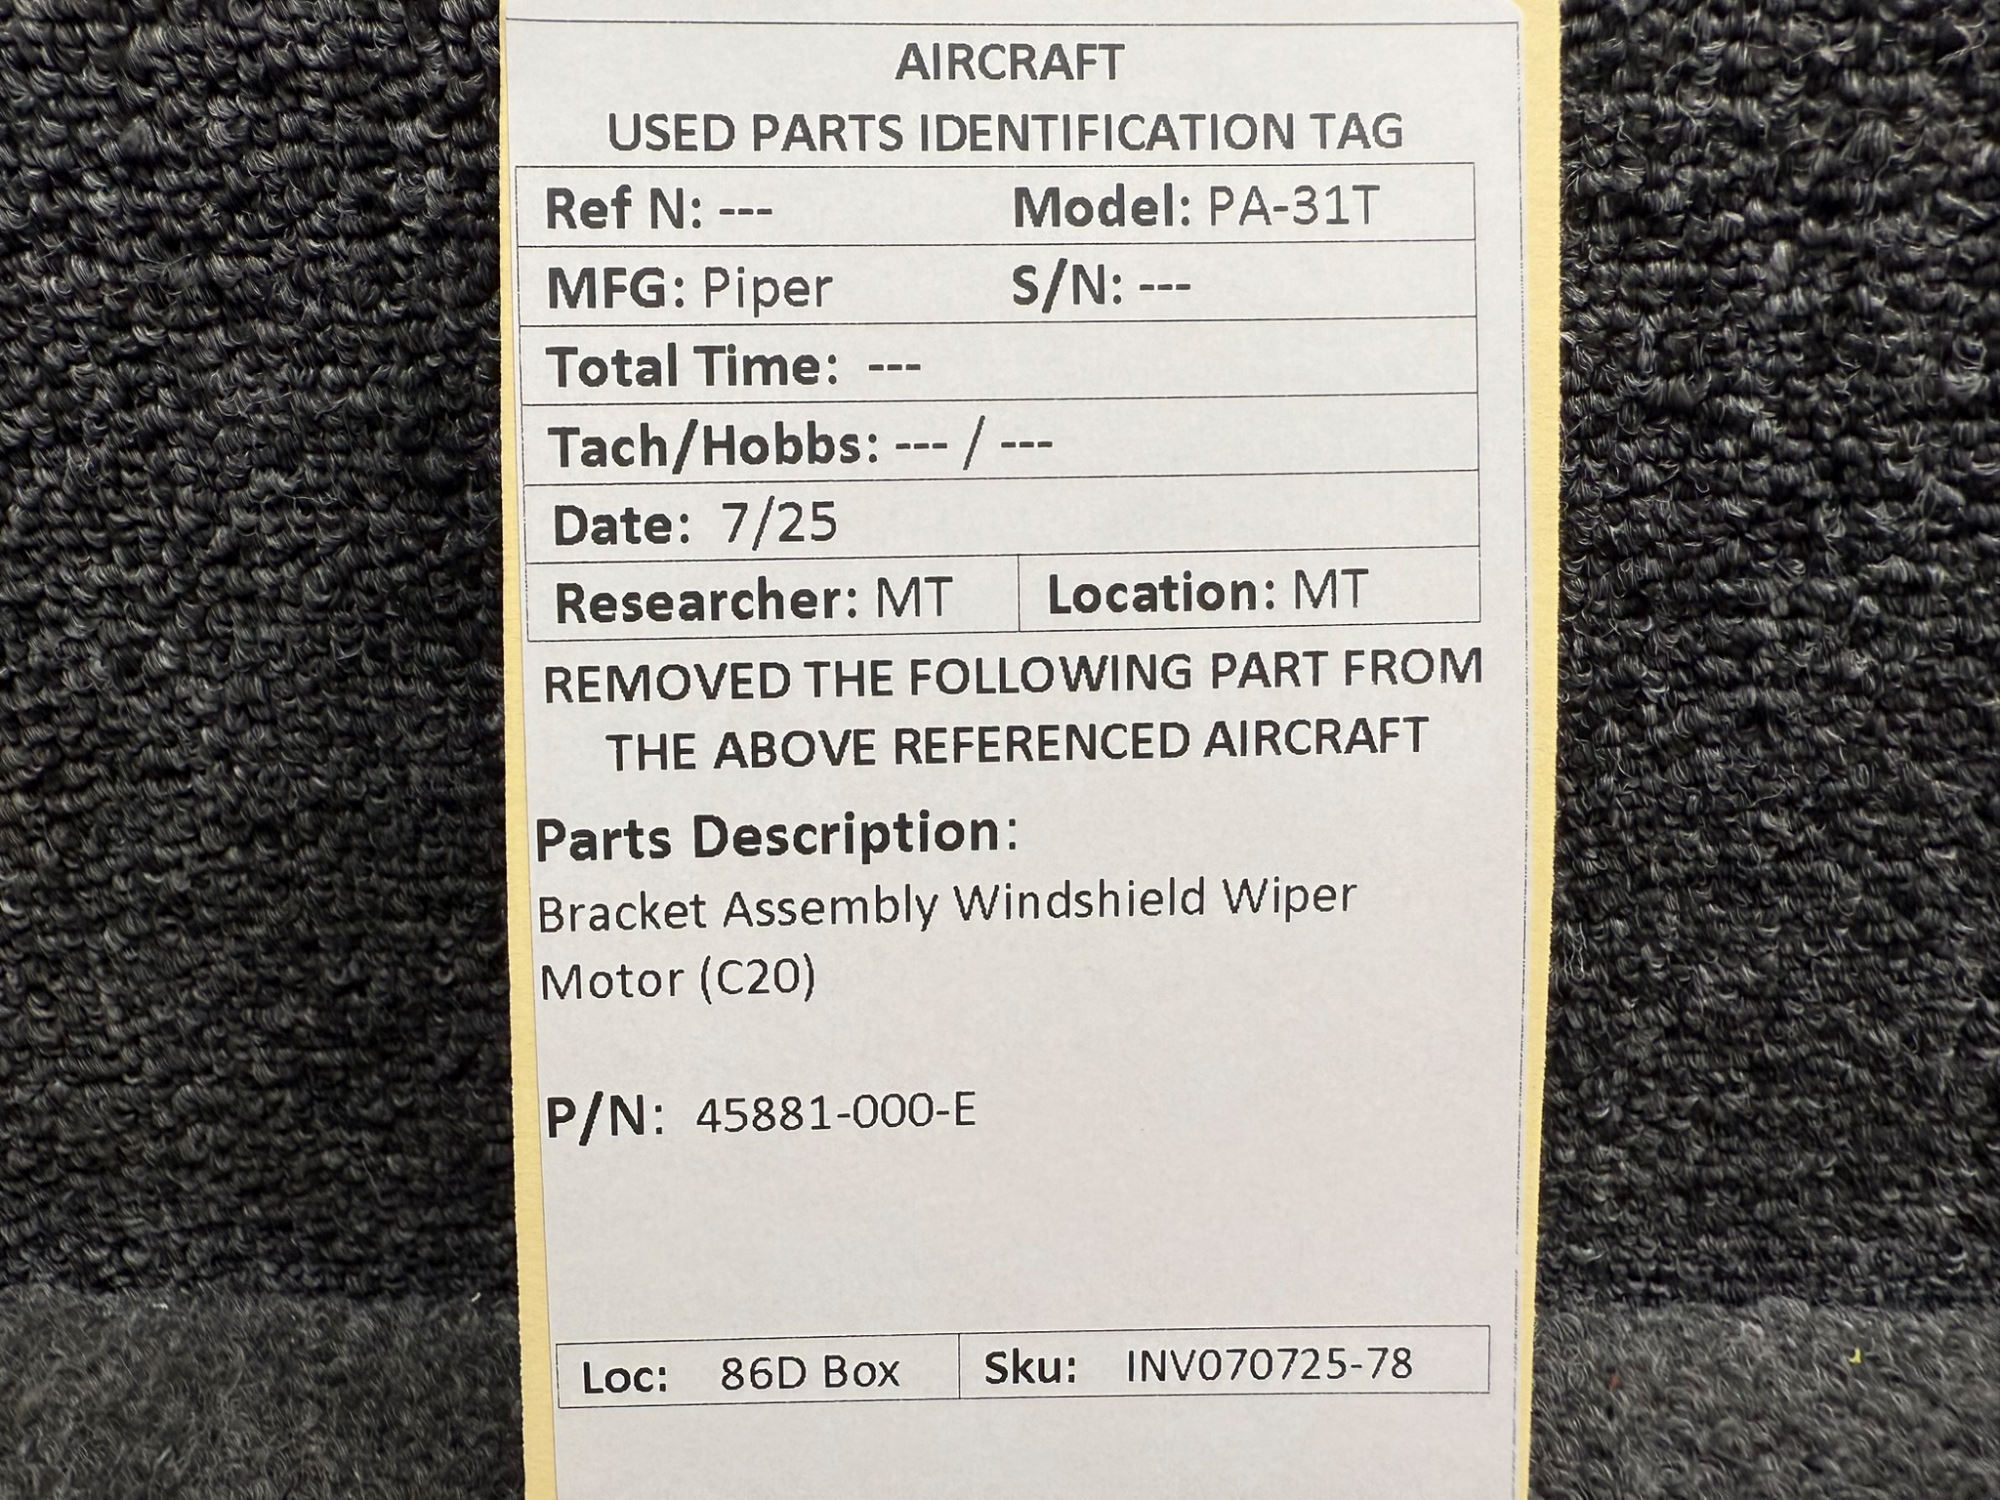 AIRCRAFT
USED PARTS IDENTIFICATION TAG
Ref N: --- Model: PA-31T
MFG: Piper S/N: ---
Total Time: ---
Tach/Hobbs: --- / ---
Date: 7/25
Researcher: MT Location: MT
REMOVED THE FOLLOWING PART FROM
THE ABOVE REFERENCED AIRCRAFT
Parts Description:
Bracket Assembly Windshield Wiper
Motor (C20)
P/N: 45881-000-E
Loc: 86D Box Sku: INV070725-78